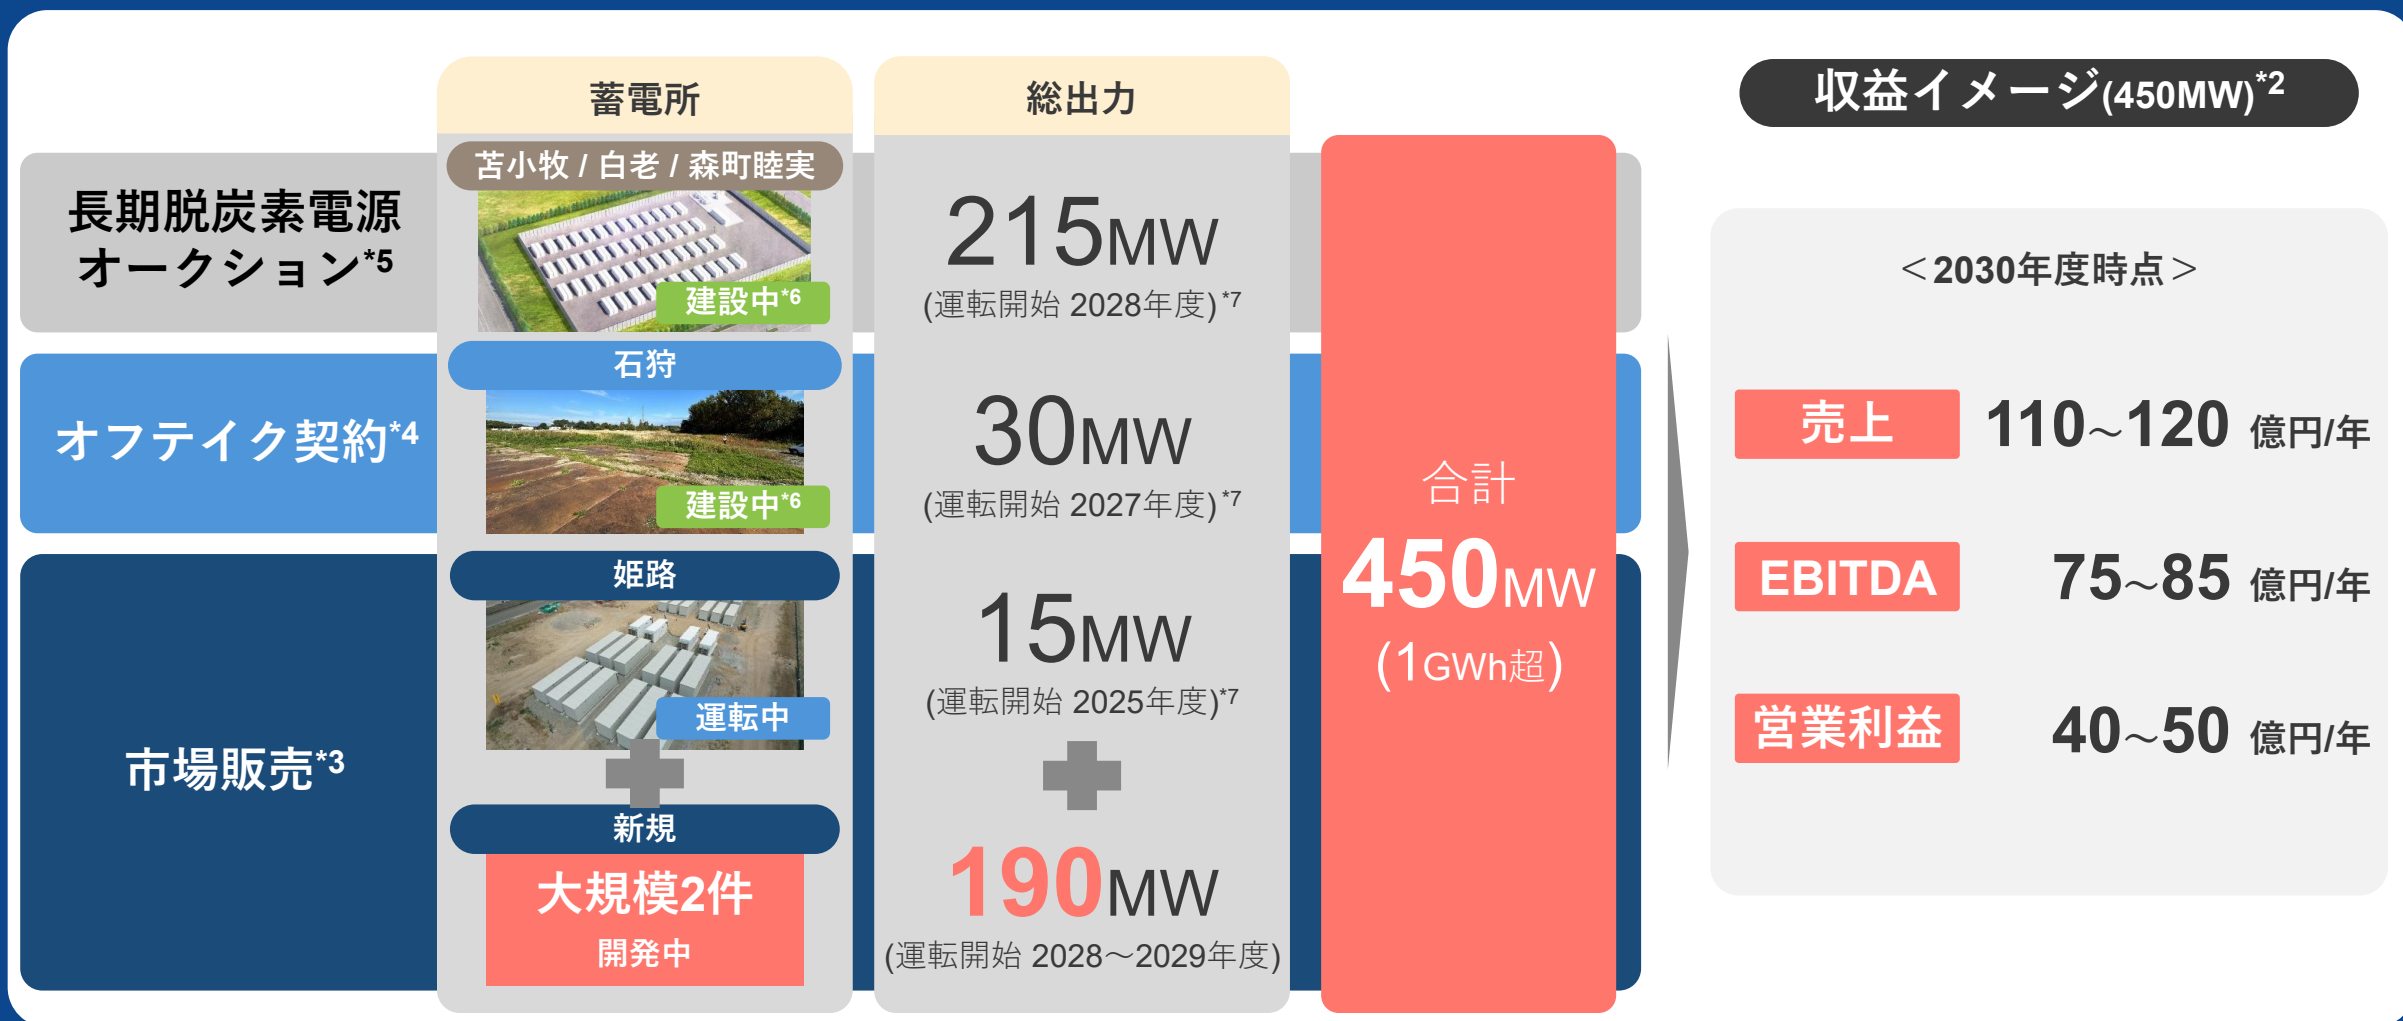 蓄電所
総出力
収益イメージ(450MW)*2
長期脱炭素電源
オークション*5
苫小牧 / 白老 / 森町睦実
建設中*6
215MW
(運転開始 2028年度)*7
オフテイク契約*4
石狩
建設中*6
30MW
(運転開始 2027年度)*7
市場販売*3
姫路
運転中
15MW
(運転開始 2025年度)*7
新規
大規模2件
開発中
190MW
(運転開始 2028～2029年度)
合計
450MW
(1GWh超)
＜2030年度時点＞
売上 110～120 億円/年
EBITDA 75～85 億円/年
営業利益 40～50 億円/年